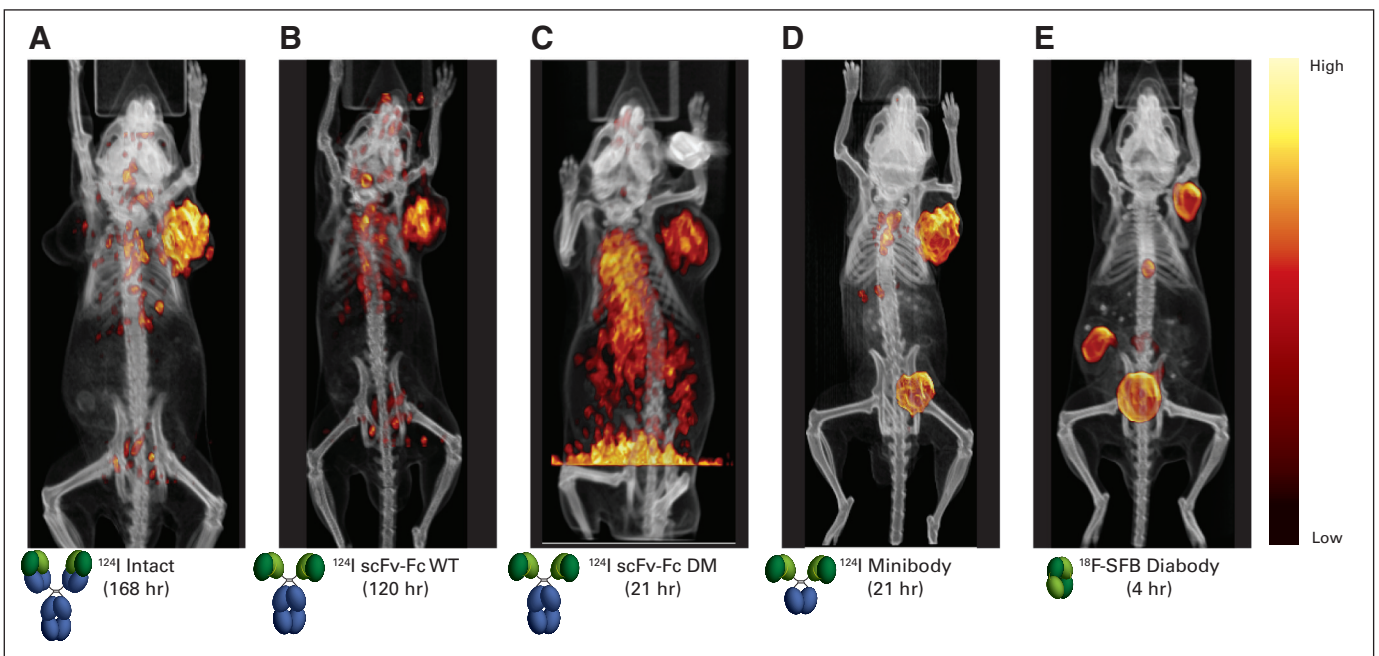 A
B
C
D
E
High
Low
¹²⁴I Intact
(168 hr)
¹²⁴I scFv-Fc WT
(120 hr)
¹²⁴I scFv-Fc DM
(21 hr)
¹²⁴I Minibody
(21 hr)
¹⁸F-SFB Diabody
(4 hr)